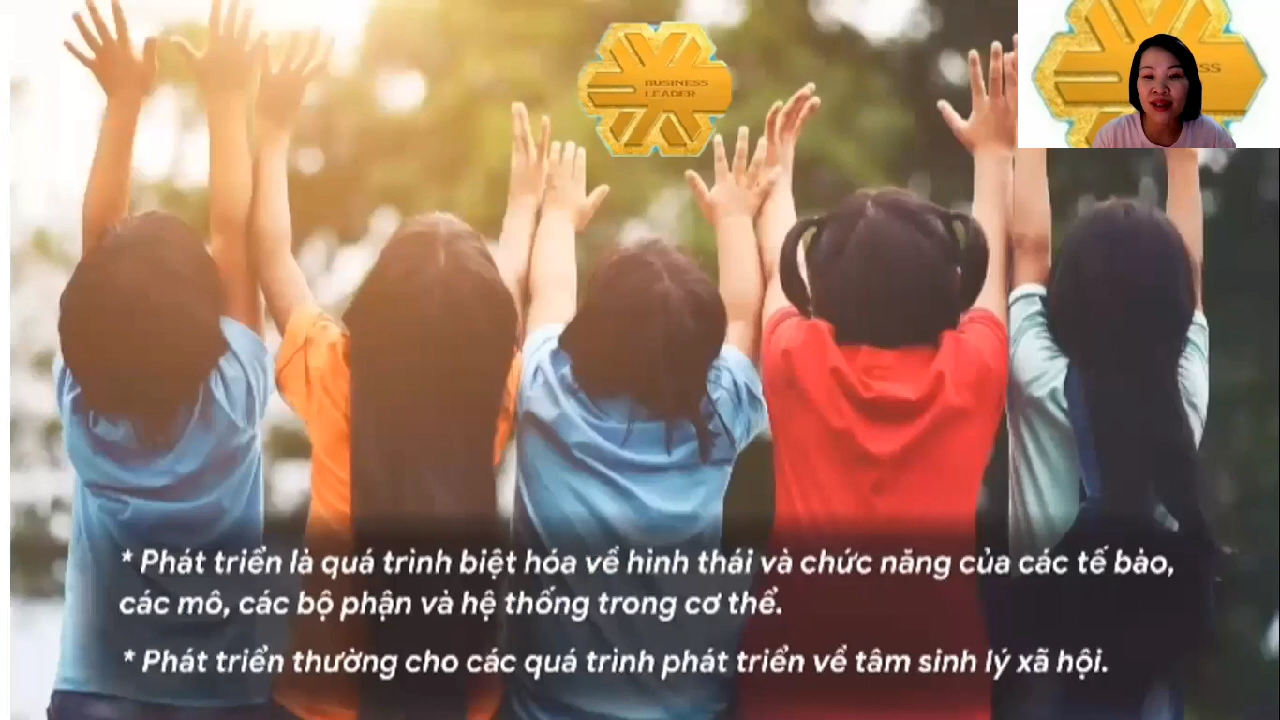 BUSINESS
LEADER
SS
* Phát triển là quá trình biệt hóa về hình thái và chức năng của các tế bào,
các mô, các bộ phận và hệ thống trong cơ thể.
* Phát triển thường cho các quá trình phát triển về tâm sinh lý xã hội.